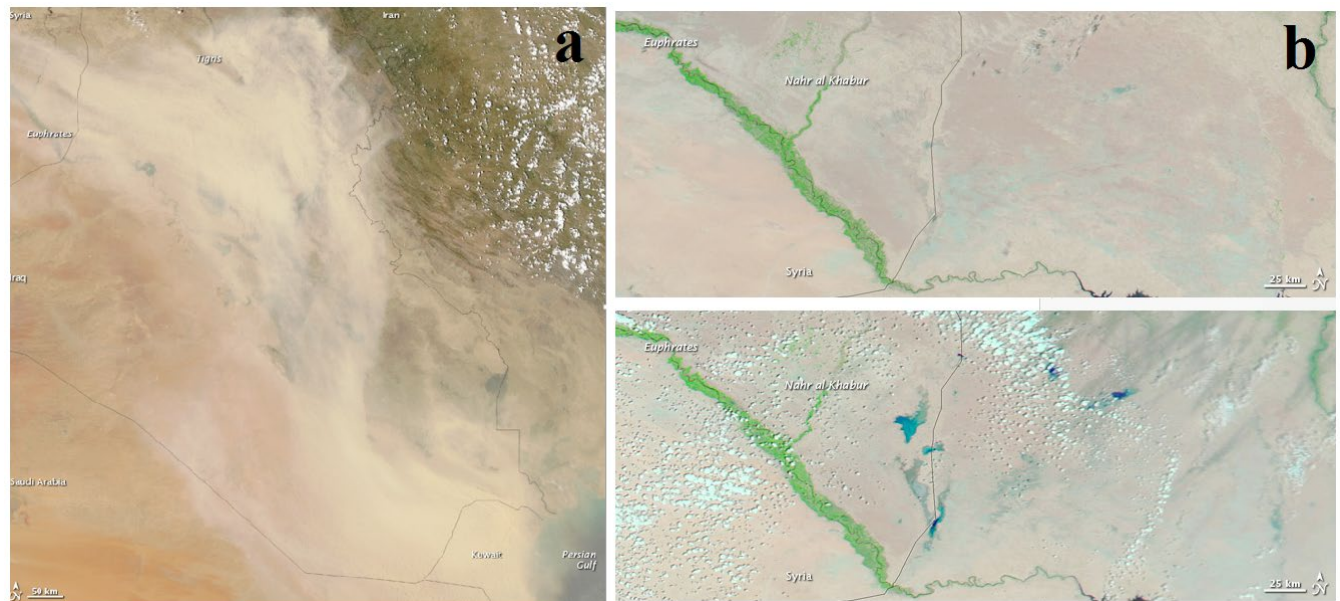 Syria
Iran
a
Tigris
Euphrates
Iraq
Saudi Arabia
Kuwait
Persian
Gulf
N
50 km
b
Euphrates
Nahr al Khabur
Syria
N
25 km
Euphrates
Nahr al Khabur
Syria
N
25 km